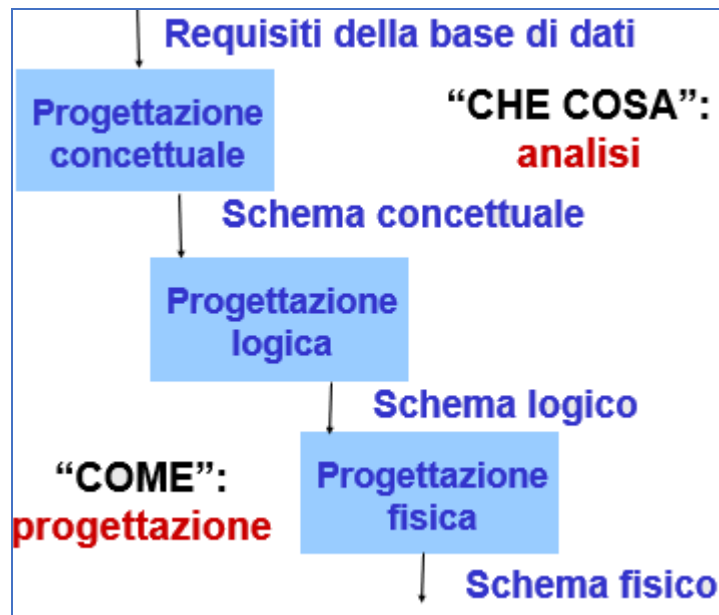 Requisiti della base di dati
Progettazione
concettuale
“CHE COSA”:
analisi
Schema concettuale
Progettazione
logica
Schema logico
“COME”:
progettazione
Progettazione
fisica
Schema fisico